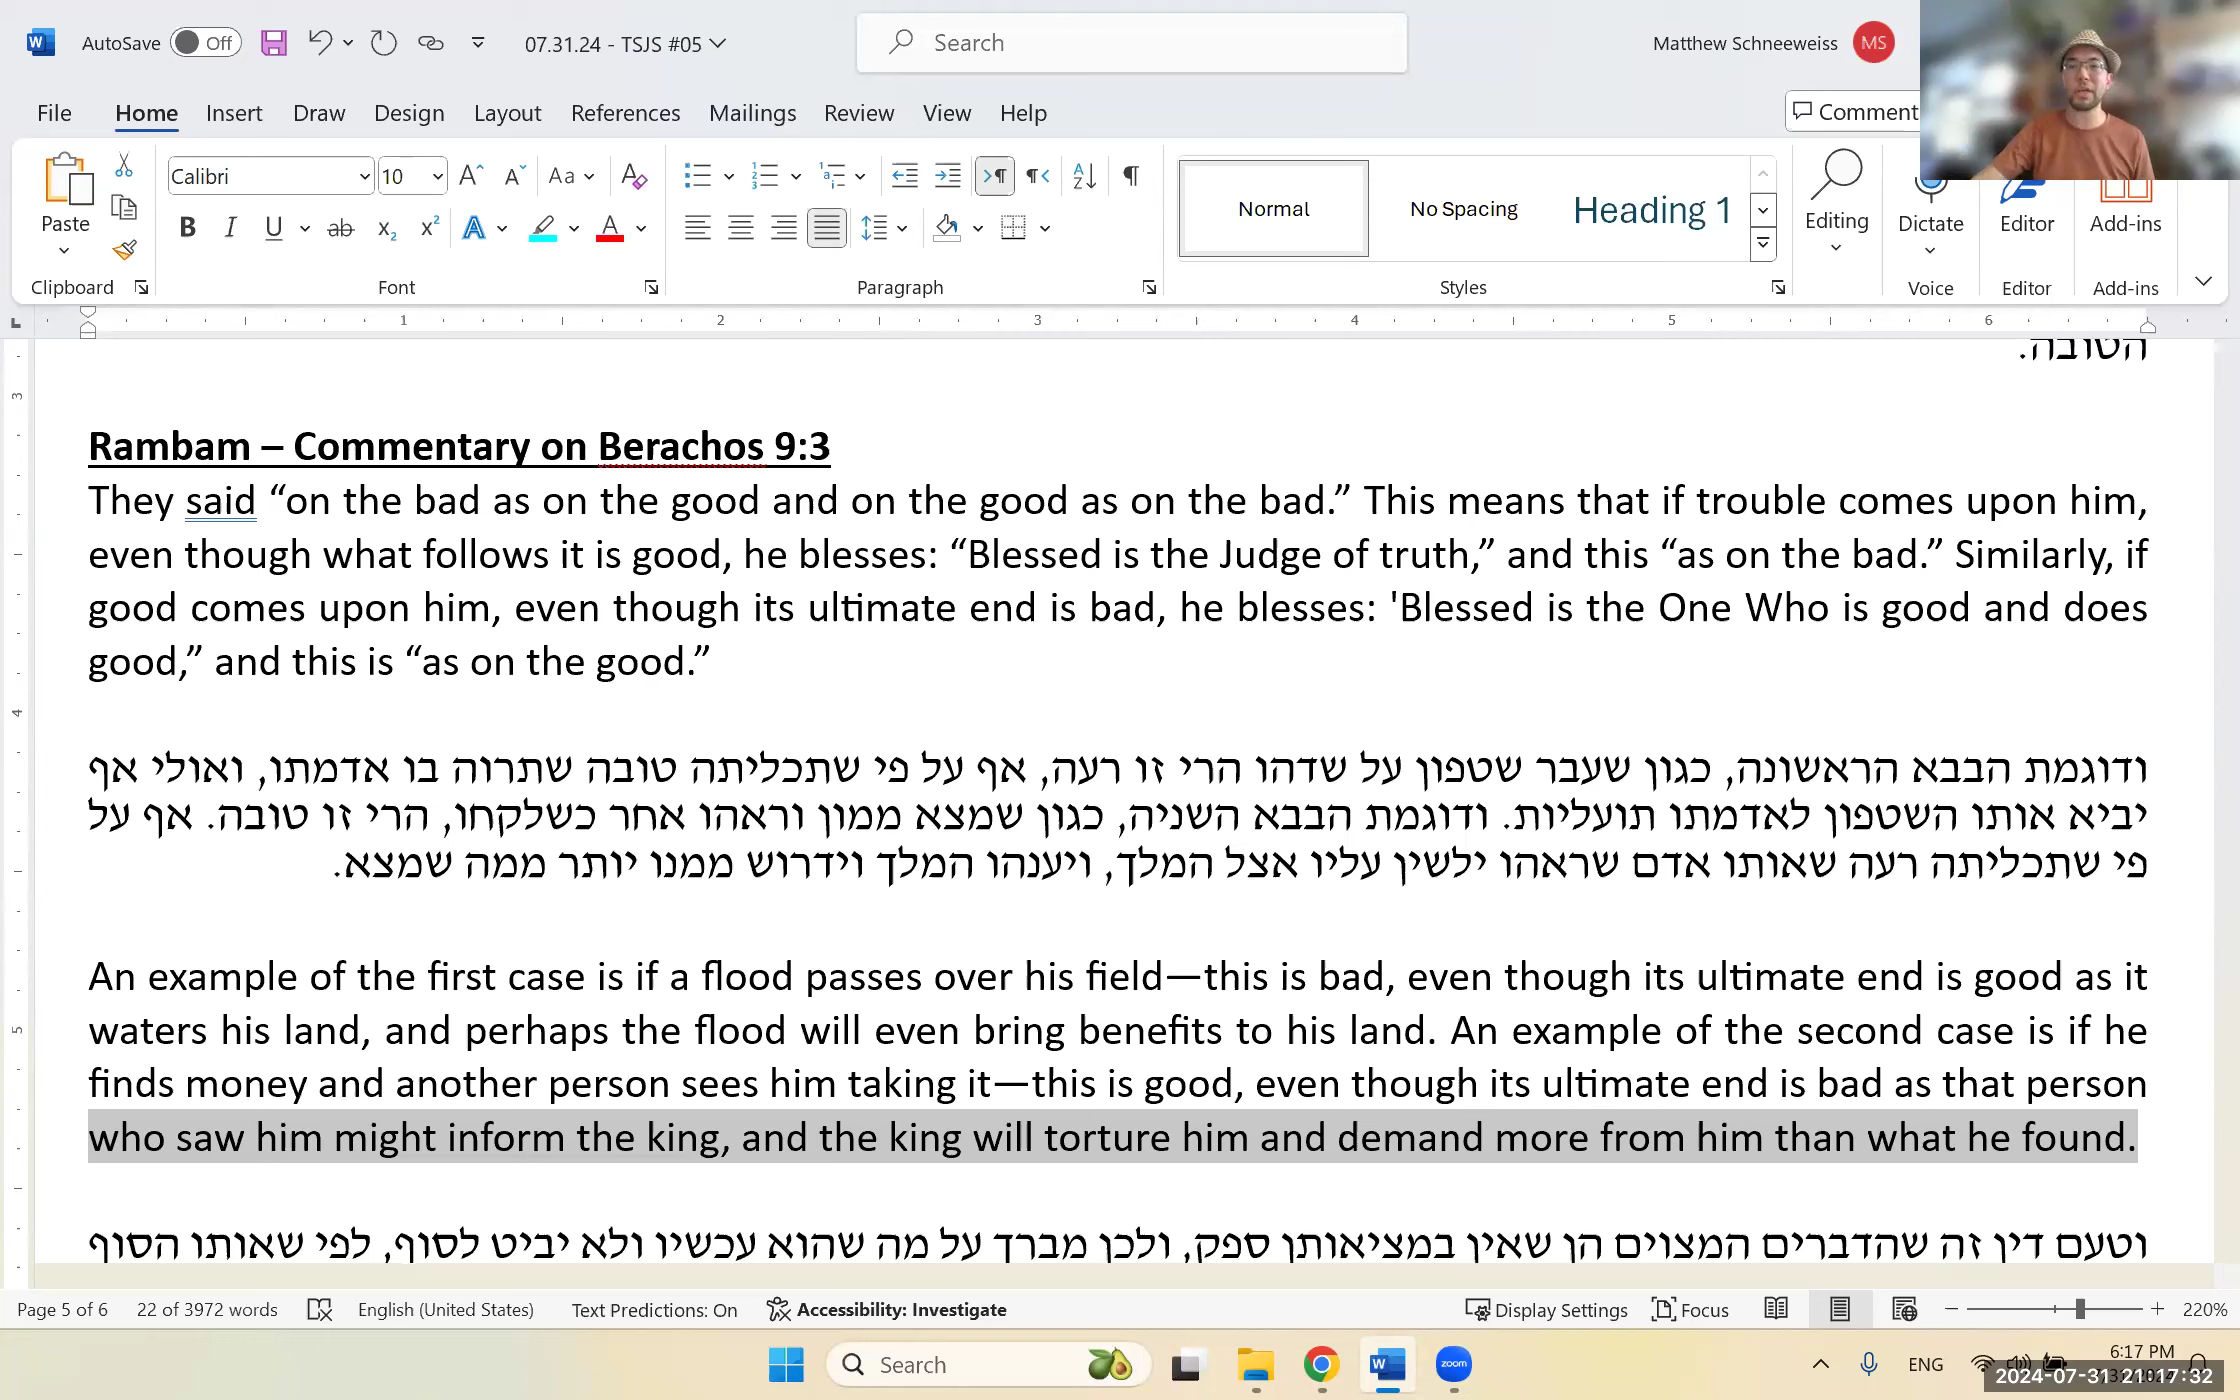 AutoSave Off 07.31.24 - TSJS #05 Search Matthew Schneeweiss MS
File Home Insert Draw Design Layout References Mailings Review View Help Comment
Calibri 10 Aa Normal No Spacing Heading 1
Paste Editing Dictate Editor Add-ins
Clipboard Font Paragraph Styles Voice Editor Add-ins
1 2 3 4 5 6
הטובה.
Rambam – Commentary on Berachos 9:3
They said “on the bad as on the good and on the good as on the bad.” This means that if trouble comes upon him,
even though what follows it is good, he blesses: “Blessed is the Judge of truth,” and this “as on the bad.” Similarly, if
good comes upon him, even though its ultimate end is bad, he blesses: 'Blessed is the One Who is good and does
good,” and this is “as on the good.”
ודוגמת הבבא הראשונה, כגון שעבר שטפון על שדהו הרי זו רעה, אף על פי שתכליתה טובה שתרוה בו אדמתו, ואולי אף
יביא אותו השטפון לאדמתו תועליות. ודוגמת הבבא השניה, כגון שמצא ממון וראהו אחר כשלקחו, הרי זו טובה. אף על
פי שתכליתה רעה שאותו אדם שראהו ילשין עליו אצל המלך, ויענהו המלך וידרוש ממנו יותר ממה שמצא.
An example of the first case is if a flood passes over his field—this is bad, even though its ultimate end is good as it
waters his land, and perhaps the flood will even bring benefits to his land. An example of the second case is if he
finds money and another person sees him taking it—this is good, even though its ultimate end is bad as that person
who saw him might inform the king, and the king will torture him and demand more from him than what he found.
וטעם דין זה שהדברים המצוים הן שאין במציאותן ספק, ולכן מברך על מה שהוא עכשיו ולא יביט לסוף, לפי שאותו הסוף
Page 5 of 6 22 of 3972 words English (United States) Text Predictions: On Accessibility: Investigate Display Settings Focus 220%
Search zoom ENG 6:17 PM
2024-07-31 21:17:32